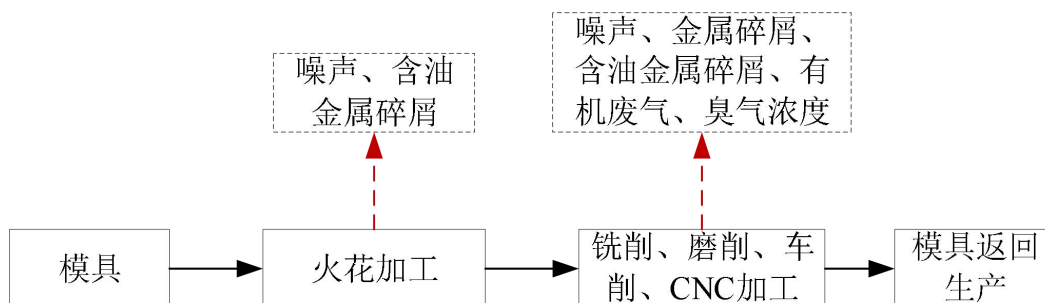 噪声、含油
金属碎屑
噪声、金属碎屑、
含油金属碎屑、有
机废气、臭气浓度
模具
火花加工
铣削、磨削、车
削、CNC加工
模具返回
生产